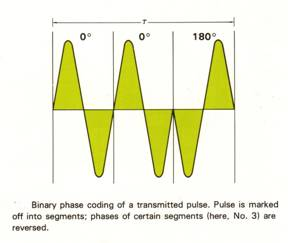 τ
0° 0° 180°
Binary phase coding of a transmitted pulse. Pulse is marked
off into segments; phases of certain segments (here, No. 3) are
reversed.